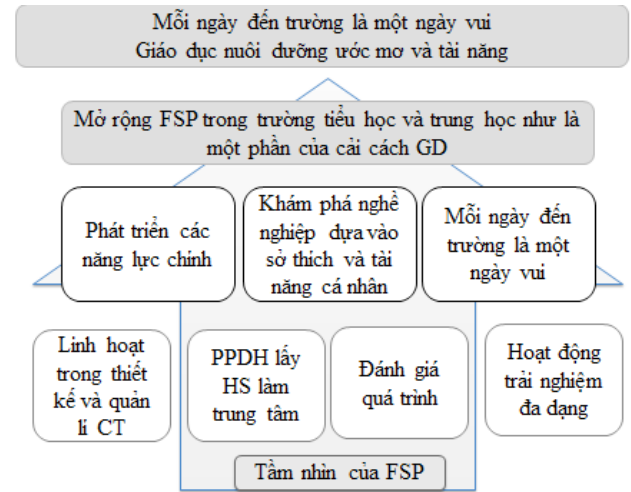 Mỗi ngày đến trường là một ngày vui
Giáo dục nuôi dưỡng ước mơ và tài năng
Mở rộng FSP trong trường tiểu học và trung học như là
một phần của cải cách GD
Phát triển các
năng lực chính
Khám phá nghề
nghiệp dựa vào
sở thích và tài
năng cá nhân
Mỗi ngày đến
trường là một
ngày vui
Linh hoạt
trong thiết
kế và quản
lí CT
PPDH lấy
HS làm
trung tâm
Đánh giá
quá trình
Hoạt động
trải nghiệm
đa dạng
Tầm nhìn của FSP